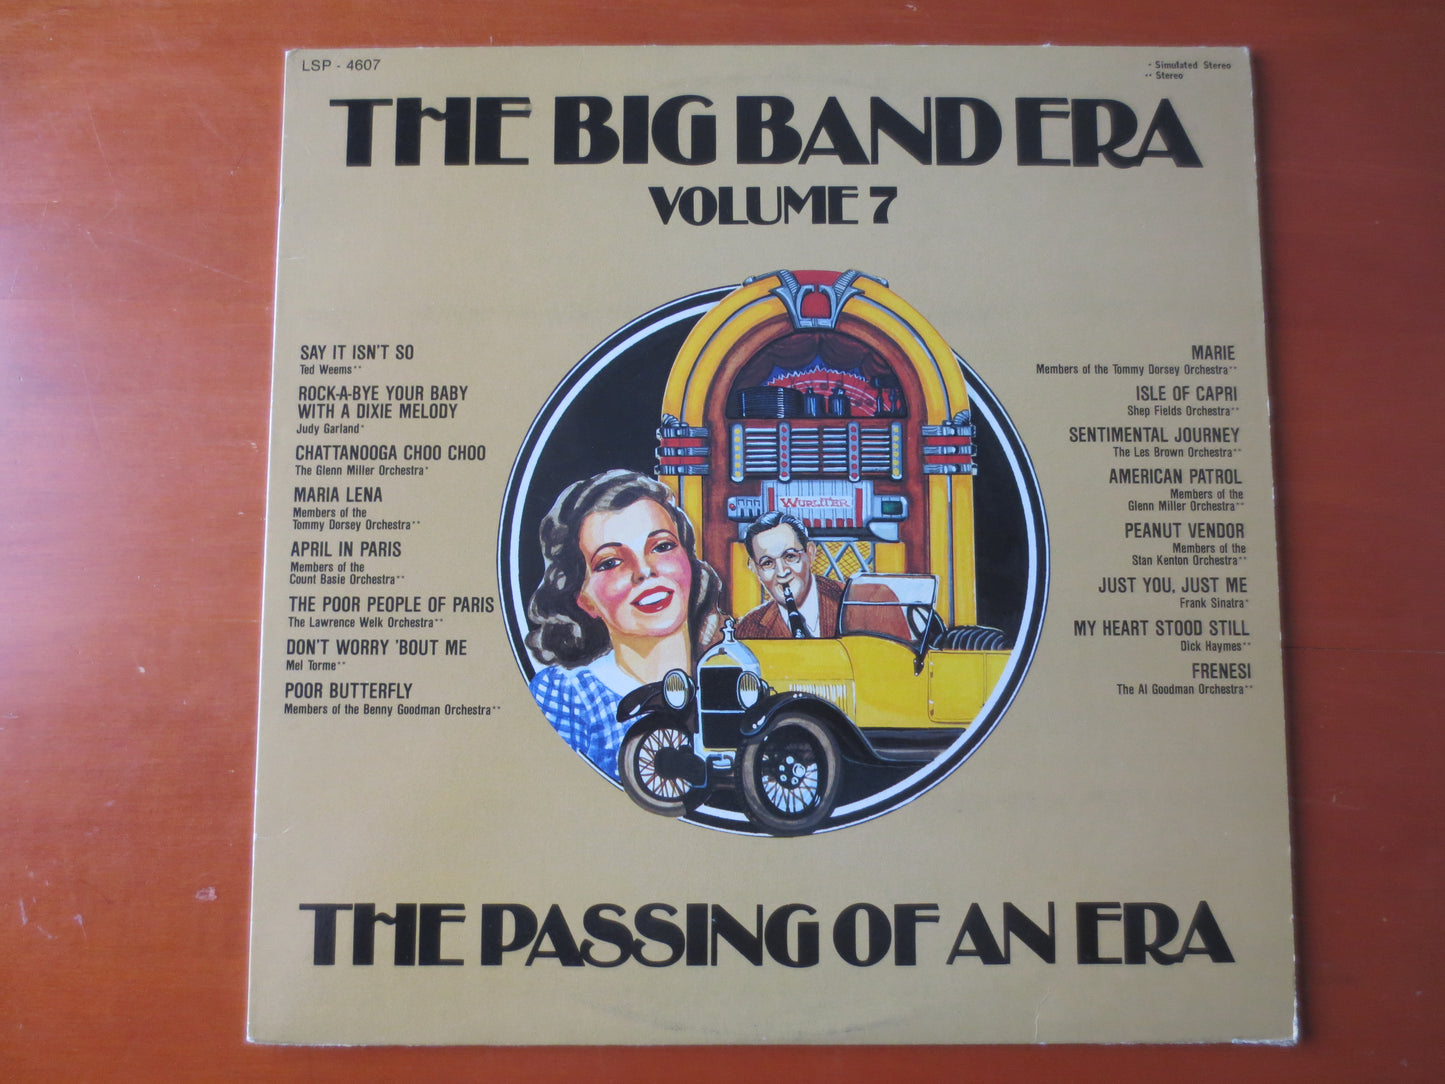 LSP - 4607
• Simulated Stereo
•• Stereo
THE BIG BAND ERA
VOLUME 7
SAY IT ISN'T SO
Ted Weems**
ROCK-A-BYE YOUR BABY
WITH A DIXIE MELODY
Judy Garland*
CHATTANOOGA CHOO CHOO
The Glenn Miller Orchestra*
MARIA LENA
Members of the
Tommy Dorsey Orchestra**
APRIL IN PARIS
Members of the
Count Basie Orchestra**
THE POOR PEOPLE OF PARIS
The Lawrence Welk Orchestra**
DON'T WORRY 'BOUT ME
Mel Torme**
POOR BUTTERFLY
Members of the Benny Goodman Orchestra**
WURLITZER
MARIE
Members of the Tommy Dorsey Orchestra**
ISLE OF CAPRI
Shep Fields Orchestra**
SENTIMENTAL JOURNEY
The Les Brown Orchestra**
AMERICAN PATROL
Members of the
Glenn Miller Orchestra**
PEANUT VENDOR
Members of the
Stan Kenton Orchestra**
JUST YOU, JUST ME
Frank Sinatra*
MY HEART STOOD STILL
Dick Haymes**
FRENESI
The Al Goodman Orchestra**
THE PASSING OF AN ERA